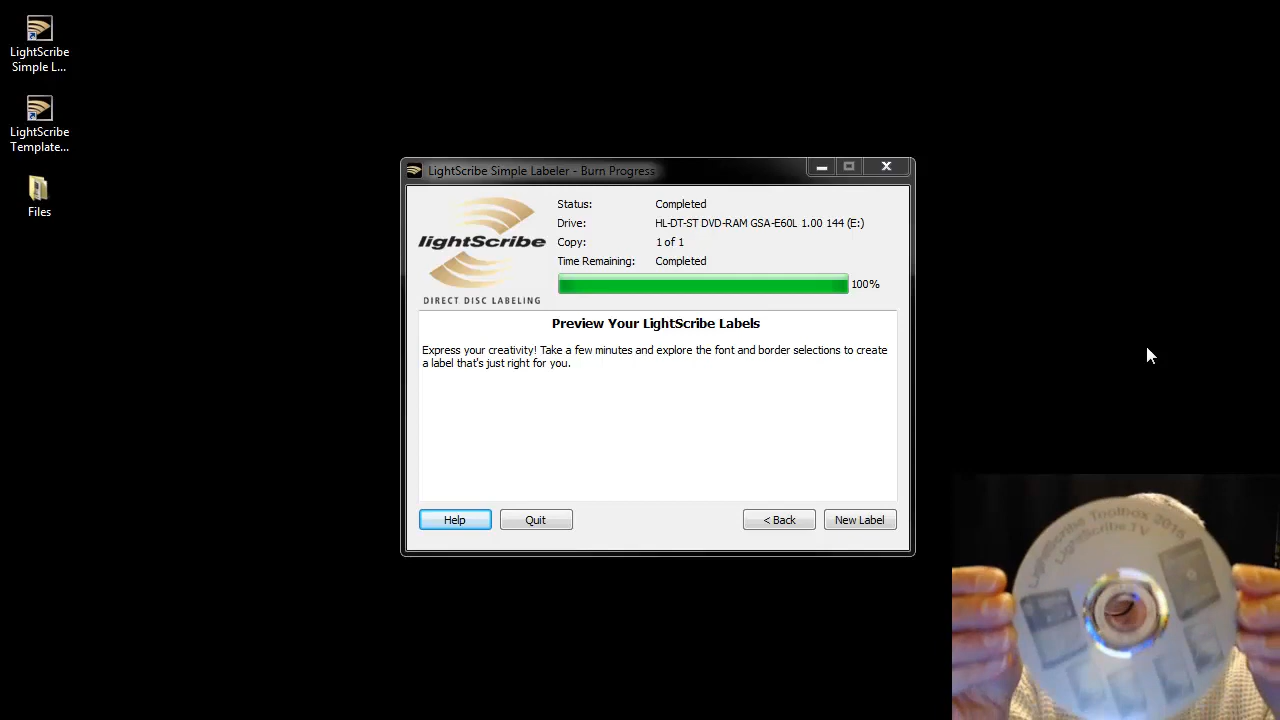 LightScribe
Simple L...
LightScribe
Template...
Files
LightScribe Simple Labeler - Burn Progress
lightScribe
DIRECT DISC LABELING
Status: Completed
Drive: HL-DT-ST DVD-RAM GSA-E60L 1.00 144 (E:)
Copy: 1 of 1
Time Remaining: Completed
100%
Preview Your LightScribe Labels
Express your creativity! Take a few minutes and explore the font and border selections to create
a label that's just right for you.
Help Quit < Back New Label
LightScribe Toolbox 2016
LightScribe.TV